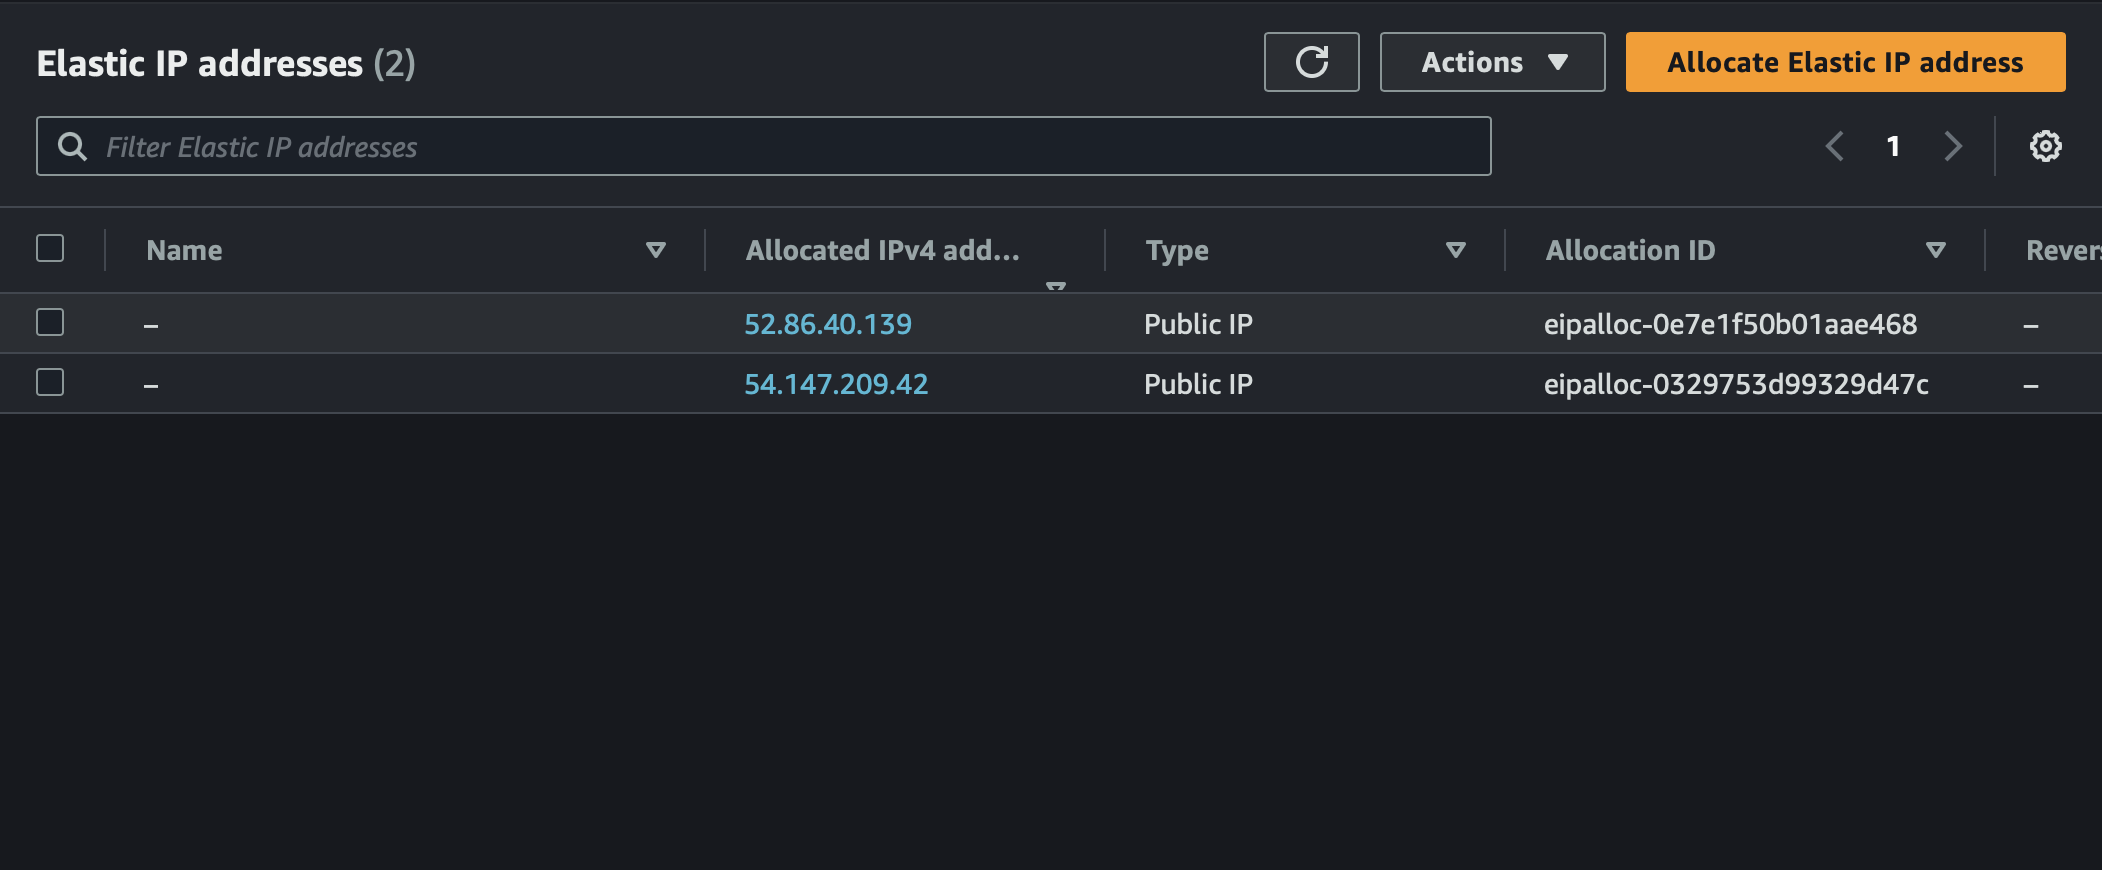 Elastic IP addresses (2)
Actions
Allocate Elastic IP address
Filter Elastic IP addresses
1
Name Allocated IPv4 add... Type Allocation ID Revers
– 52.86.40.139 Public IP eipalloc-0e7e1f50b01aae468 –
– 54.147.209.42 Public IP eipalloc-0329753d99329d47c –